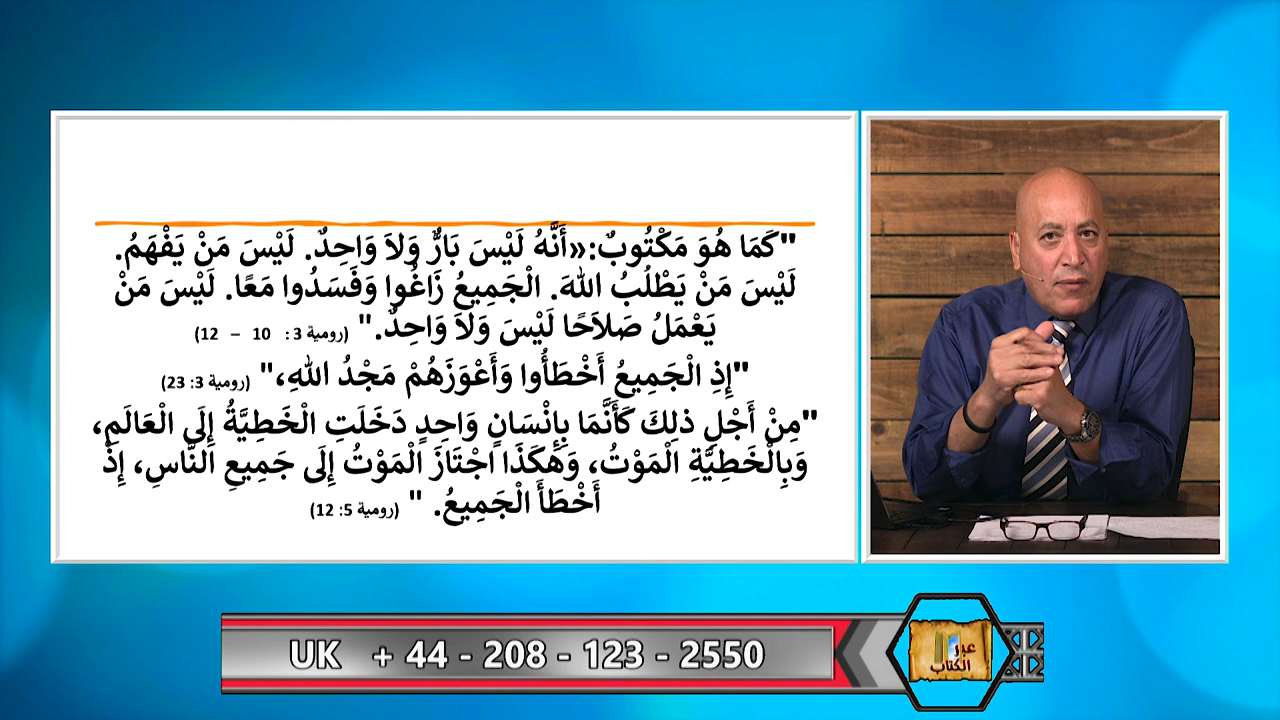 "كَمَا هُوَ مَكْتُوبٌ:«أَنَّهُ لَيْسَ بَارٌّ وَلاَ وَاحِدٌ. لَيْسَ مَنْ يَفْهَمُ.
لَيْسَ مَنْ يَطْلُبُ اللهَ. الْجَمِيعُ زَاغُوا وَفَسَدُوا مَعًا. لَيْسَ مَنْ
يَعْمَلُ صَلاَحًا لَيْسَ وَلاَ وَاحِدٌ." (رومية 3 : 10 – 12)
"إِذِ الْجَمِيعُ أَخْطَأُوا وَأَعْوَزَهُمْ مَجْدُ اللهِ،" (رومية 3: 23)
"مِنْ أَجْلِ ذلِكَ كَأَنَّمَا بِإِنْسَانٍ وَاحِدٍ دَخَلَتِ الْخَطِيَّةُ إِلَى الْعَالَمِ،
وَبِالْخَطِيَّةِ الْمَوْتُ، وَهكَذَا اجْتَازَ الْمَوْتُ إِلَى جَمِيعِ النَّاسِ، إِذْ
أَخْطَأَ الْجَمِيعُ. " (رومية 5: 12)
UK + 44 - 208 - 123 - 2550
عبر
الكتاب